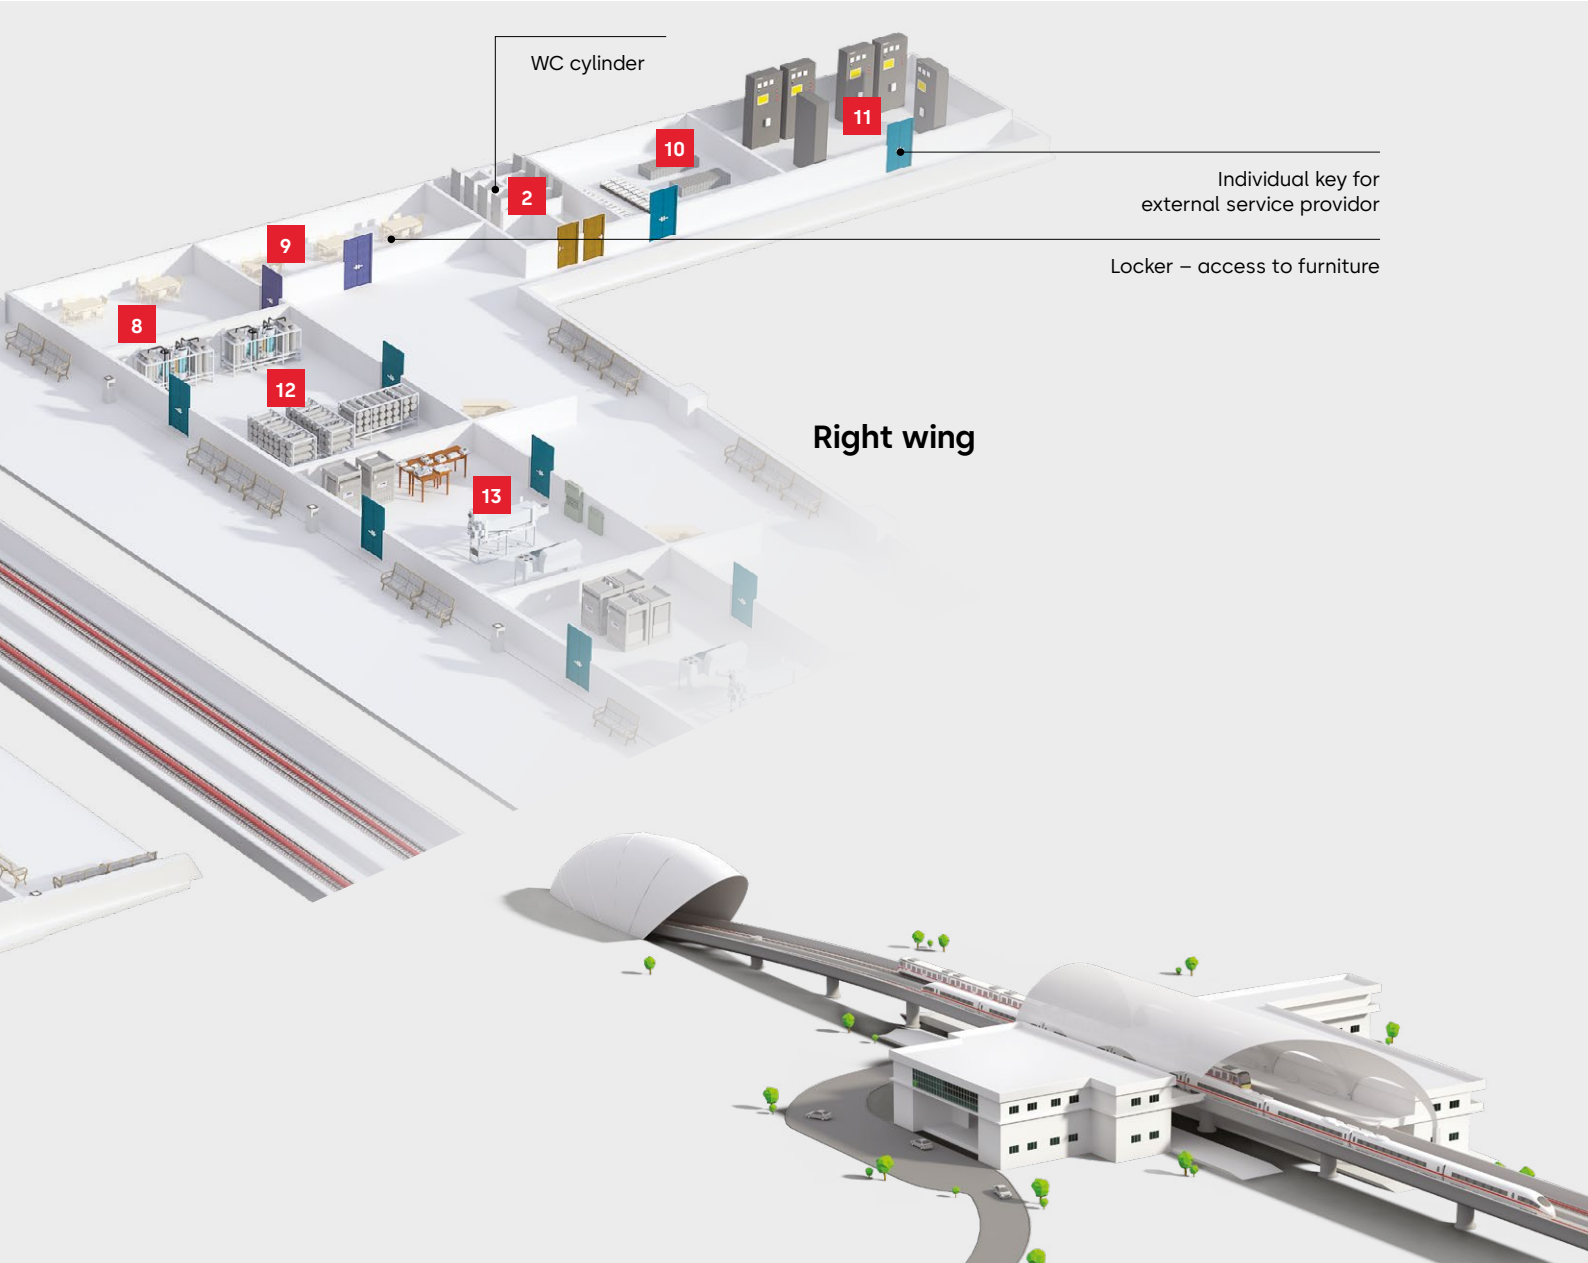 WC cylinder
11
10
2
Individual key for
external service providor
9
Locker – access to furniture
8
12
Right wing
13